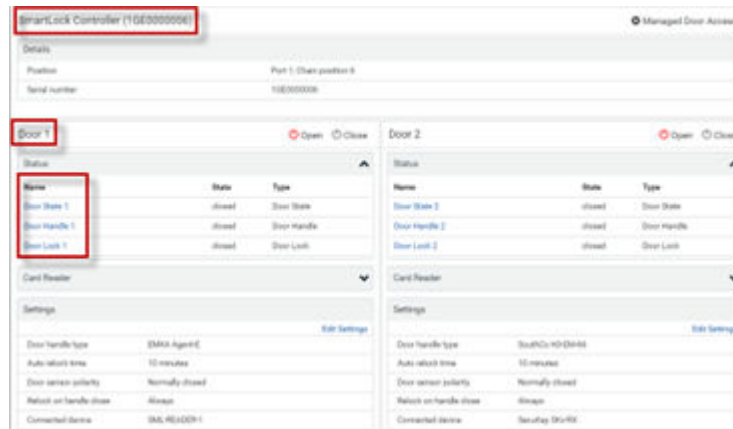 SmartLock Controller (1GE0000006)
Managed Door Access
Details
Position Port 1; Chain position 6
Serial number 1GE0000006
Door 1 Open Close
Door 2 Open Close
Status
Status
Name State Type
Name State Type
Door State 1 closed Door State
Door State 2 closed Door State
Door Handle 1 closed Door Handle
Door Handle 2 closed Door Handle
Door Lock 1 closed Door Lock
Door Lock 2 closed Door Lock
Card Reader
Card Reader
Settings
Settings
Edit Settings
Edit Settings
Door handle type EMKA Agent-E
Door handle type
Auto relock time 10 minutes
Auto relock time 10 minutes
Door sensor polarity Normally closed
Door sensor polarity Normally closed
Relock on handle close Always
Relock on handle close Always
Connected device SML-READER-1
Connected device